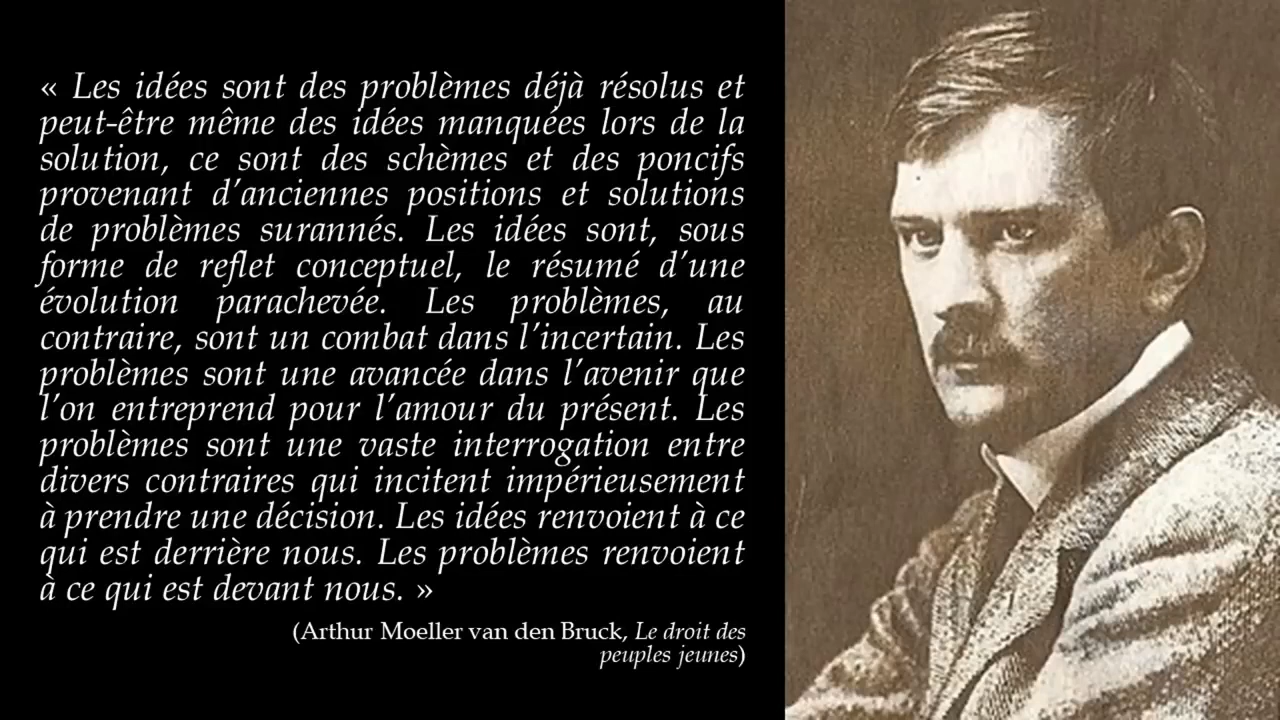 « Les idées sont des problèmes déjà résolus et
peut-être même des idées manquées lors de la
solution, ce sont des schèmes et des poncifs
provenant d’anciennes positions et solutions
de problèmes surannés. Les idées sont, sous
forme de reflet conceptuel, le résumé d’une
évolution parachevée. Les problèmes, au
contraire, sont un combat dans l’incertain. Les
problèmes sont une avancée dans l’avenir que
l’on entreprend pour l’amour du présent. Les
problèmes sont une vaste interrogation entre
divers contraires qui incitent impérieusement
à prendre une décision. Les idées renvoient à ce
qui est derrière nous. Les problèmes renvoient
à ce qui est devant nous. »
(Arthur Moeller van den Bruck, Le droit des
peuples jeunes)